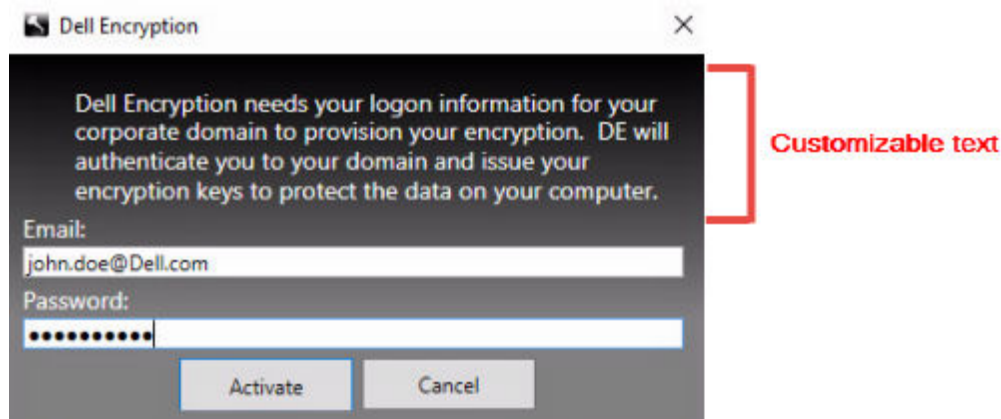 Dell Encryption
Dell Encryption needs your logon information for your
corporate domain to provision your encryption.  DE will
authenticate you to your domain and issue your
encryption keys to protect the data on your computer.
Customizable text
Email:
john.doe@Dell.com
Password:
●●●●●●●●●●
Activate
Cancel